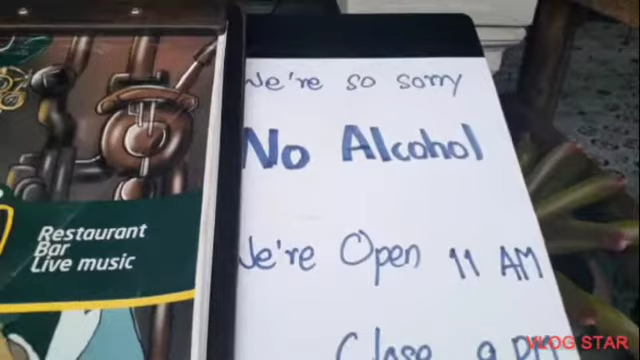 Restaurant
Bar
Live music
We're so sorry
No Alcohol
We're Open 11 AM
Close 9
VLOG STAR